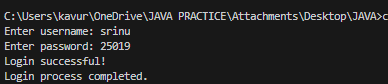 C:\Users\kavur\OneDrive\JAVA PRACTICE\Attachments\Desktop\JAVA>c
Enter username: srinu
Enter password: 25019
Login successful!
Login process completed.